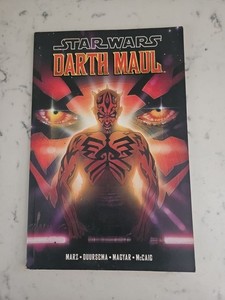 STAR WARS
DARTH MAUL
MARZ • DUURSEMA • MAGYAR • McCAIG